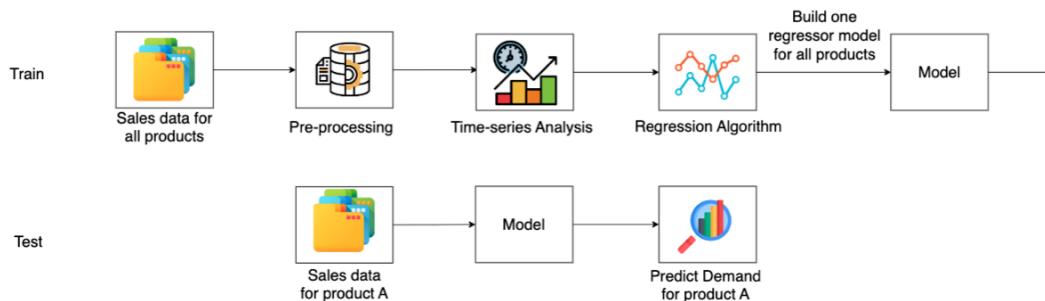 Build one
regressor model
for all products
Train
Model
Sales data for
all products
Pre-processing
Time-series Analysis
Regression Algorithm
Test
Model
Sales data
for product A
Predict Demand
for product A